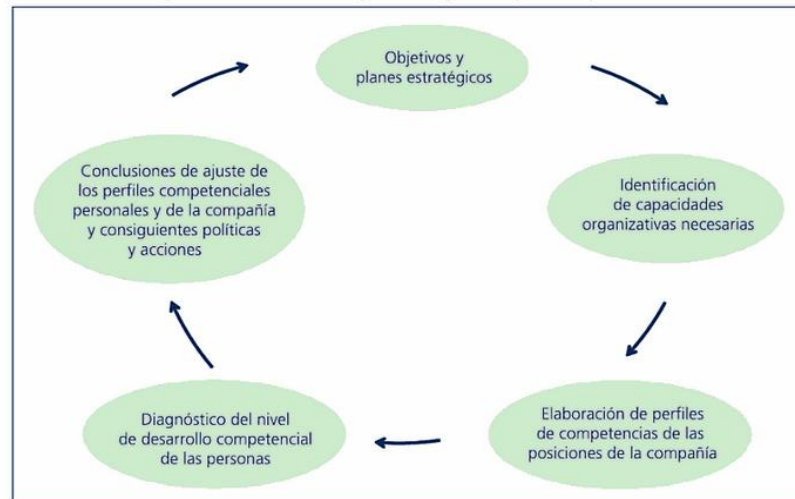 Objetivos y
planes estratégicos
Identificación
de capacidades
organizativas necesarias
Elaboración de perfiles
de competencias de las
posiciones de la compañía
Diagnóstico del nivel
de desarrollo competencial
de las personas
Conclusiones de ajuste de
los perfiles competenciales
personales y de la compañía
y consiguientes políticas
y acciones